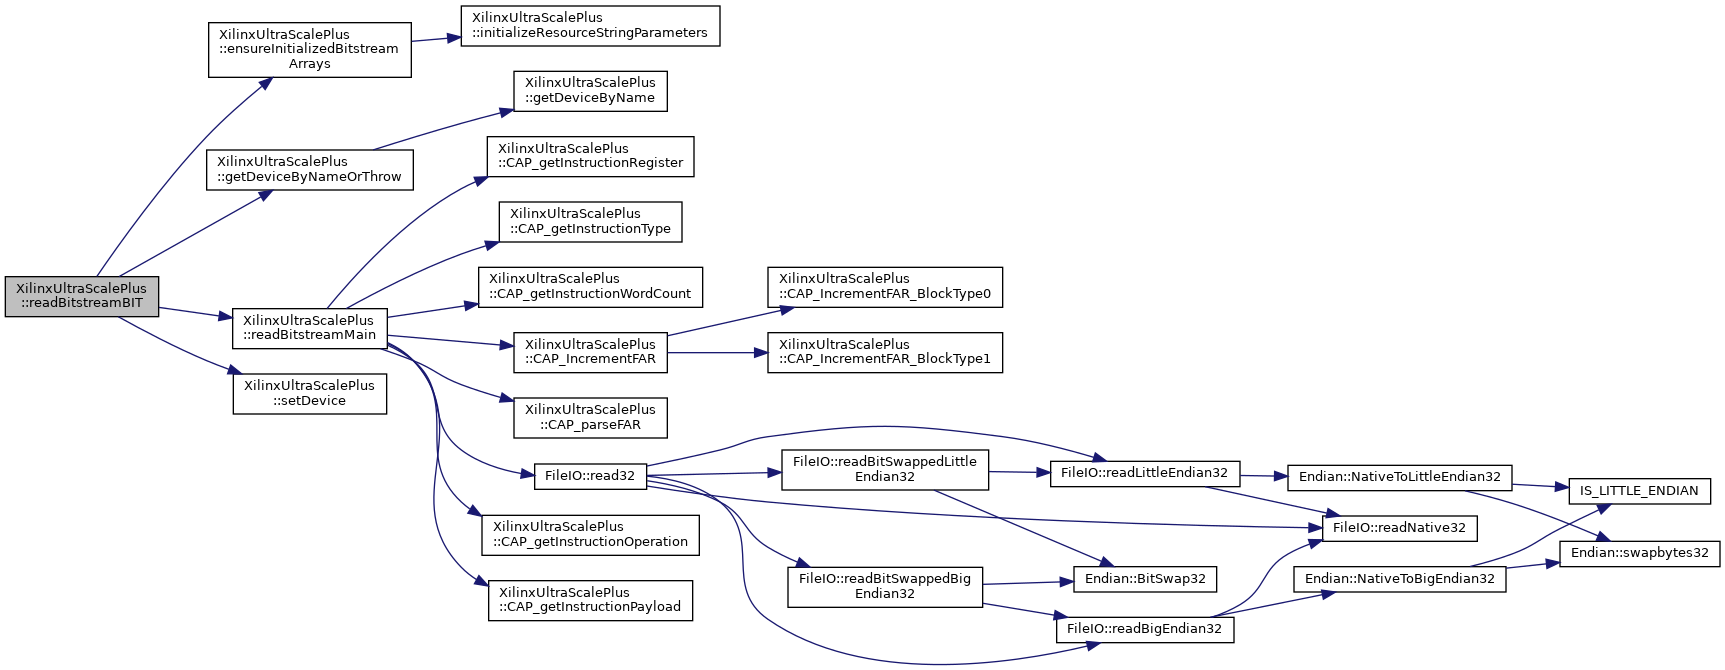 XilinxUltraScalePlus
::readBitstreamBIT
XilinxUltraScalePlus
::ensureInitializedBitstream
Arrays
XilinxUltraScalePlus
::initializeResourceStringParameters
XilinxUltraScalePlus
::getDeviceByNameOrThrow
XilinxUltraScalePlus
::getDeviceByName
XilinxUltraScalePlus
::readBitstreamMain
XilinxUltraScalePlus
::setDevice
XilinxUltraScalePlus
::CAP_getInstructionRegister
XilinxUltraScalePlus
::CAP_getInstructionType
XilinxUltraScalePlus
::CAP_getInstructionWordCount
XilinxUltraScalePlus
::CAP_IncrementFAR
XilinxUltraScalePlus
::CAP_IncrementFAR_BlockType0
XilinxUltraScalePlus
::CAP_IncrementFAR_BlockType1
XilinxUltraScalePlus
::CAP_parseFAR
FileIO::read32
XilinxUltraScalePlus
::CAP_getInstructionOperation
XilinxUltraScalePlus
::CAP_getInstructionPayload
FileIO::readBitSwappedLittle
Endian32
FileIO::readBitSwappedBig
Endian32
FileIO::readLittleEndian32
Endian::BitSwap32
FileIO::readBigEndian32
Endian::NativeToLittleEndian32
FileIO::readNative32
Endian::NativeToBigEndian32
IS_LITTLE_ENDIAN
Endian::swapbytes32